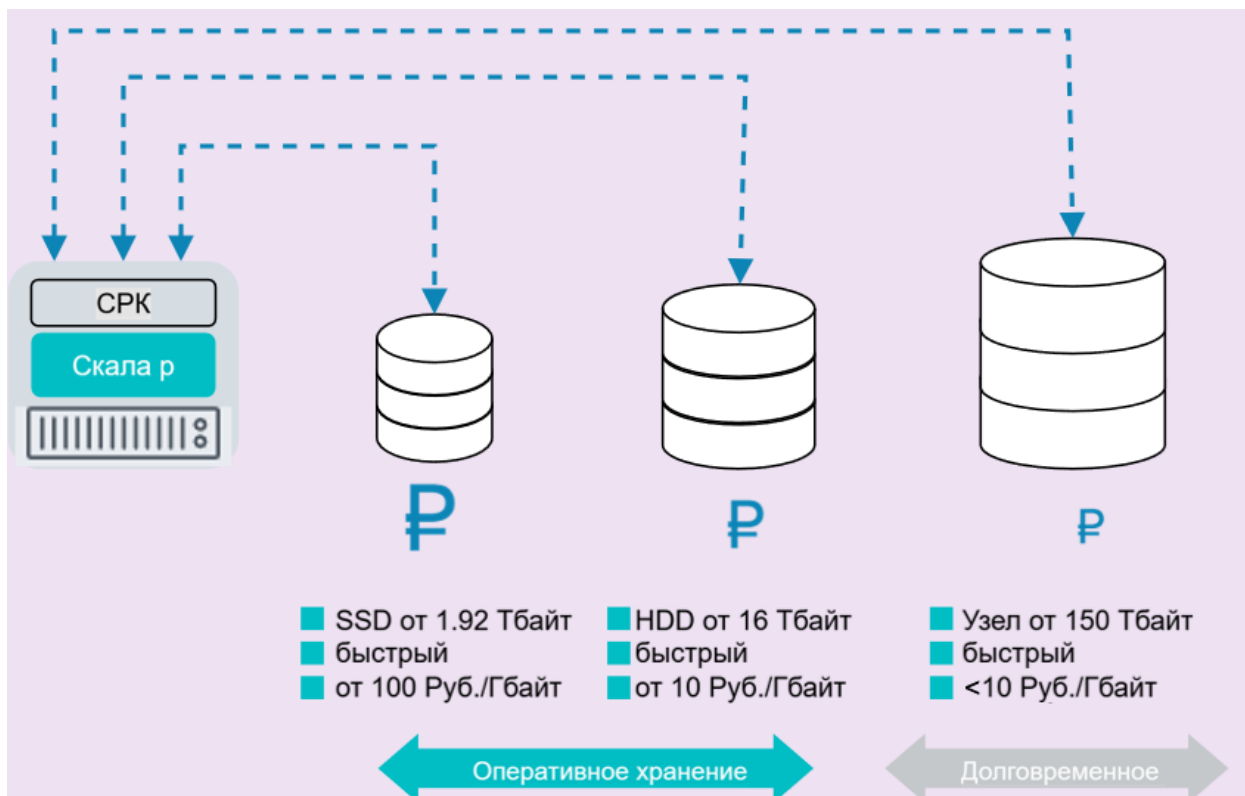 СРК
Скала р
₽
₽
₽
SSD от 1.92 Тбайт
быстрый
от 100 Руб./Гбайт
HDD от 16 Тбайт
быстрый
от 10 Руб./Гбайт
Узел от 150 Тбайт
быстрый
<10 Руб./Гбайт
Оперативное хранение
Долговременное